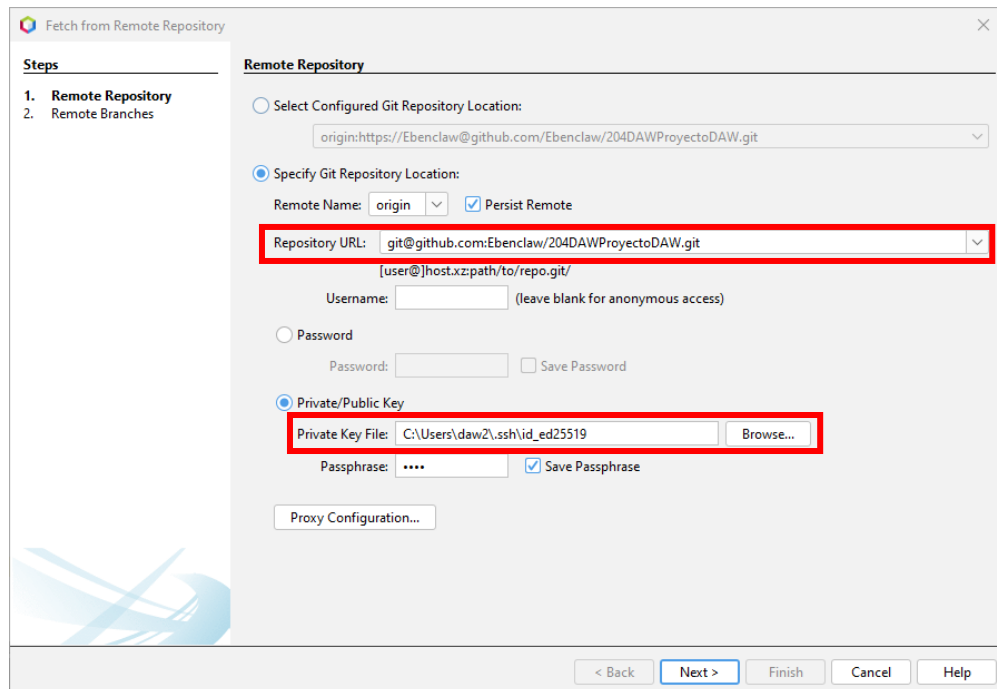 Fetch from Remote Repository
Steps
1. Remote Repository
2. Remote Branches
Remote Repository
Select Configured Git Repository Location:
origin:https://Ebenclaw@github.com/Ebenclaw/204DAWProyectoDAW.git
Specify Git Repository Location:
Remote Name: origin Persist Remote
Repository URL: git@github.com:Ebenclaw/204DAWProyectoDAW.git
[user@]host.xz:path/to/repo.git/
Username: (leave blank for anonymous access)
Password
Password: Save Password
Private/Public Key
Private Key File: C:\Users\daw2\.ssh\id_ed25519 Browse...
Passphrase: •••• Save Passphrase
Proxy Configuration...
< Back Next > Finish Cancel Help